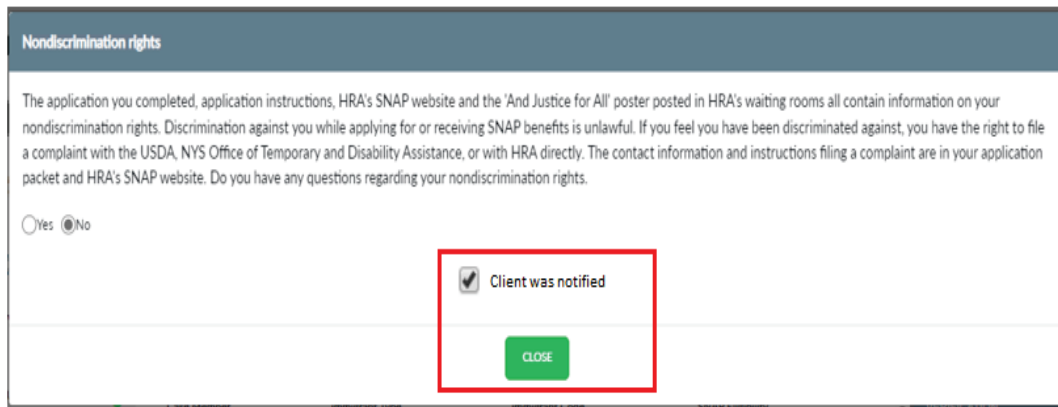 Nondiscrimination rights
The application you completed, application instructions, HRA's SNAP website and the 'And Justice for All' poster posted in HRA's waiting rooms all contain information on your
nondiscrimination rights. Discrimination against you while applying for or receiving SNAP benefits is unlawful. If you feel you have been discriminated against, you have the right to file
a complaint with the USDA, NYS Office of Temporary and Disability Assistance, or with HRA directly. The contact information and instructions filing a complaint are in your application
packet and HRA's SNAP website. Do you have any questions regarding your nondiscrimination rights.
Yes No
Client was notified
CLOSE